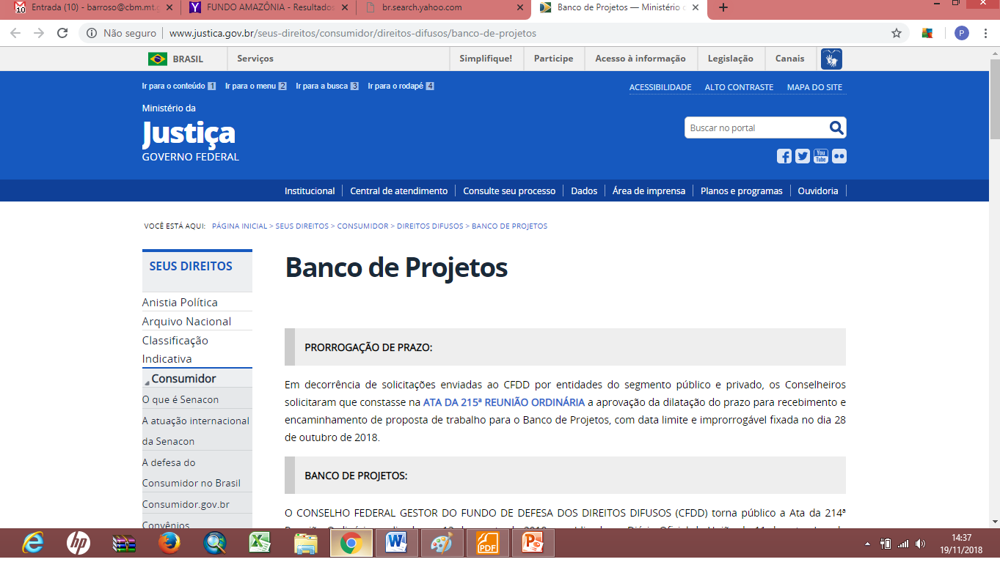 Entrada (10) - barroso@cbm.mt.g
FUNDO AMAZÔNIA - Resultados
br.search.yahoo.com
Banco de Projetos — Ministério
Não seguro
www.justica.gov.br/seus-direitos/consumidor/direitos-difusos/banco-de-projetos
P
BRASIL
Serviços
Simplifique!
Participe
Acesso à informação
Legislação
Canais
Ir para o conteúdo 1
Ir para o menu 2
Ir para a busca 3
Ir para o rodapé 4
ACESSIBILIDADE
ALTO CONTRASTE
MAPA DO SITE
Ministério da
Justiça
GOVERNO FEDERAL
Buscar no portal
You Tube
Institucional
Central de atendimento
Consulte seu processo
Dados
Área de imprensa
Planos e programas
Ouvidoria
VOCÊ ESTÁ AQUI: PÁGINA INICIAL > SEUS DIREITOS > CONSUMIDOR > DIREITOS DIFUSOS > BANCO DE PROJETOS
SEUS DIREITOS
Anistia Política
Arquivo Nacional
Classificação
Indicativa
Consumidor
O que é Senacon
A atuação internacional
da Senacon
A defesa do
Consumidor no Brasil
Consumidor.gov.br
Convênios
Banco de Projetos
PRORROGAÇÃO DE PRAZO:
Em decorrência de solicitações enviadas ao CFDD por entidades do segmento público e privado, os Conselheiros
solicitaram que constasse na ATA DA 215ª REUNIÃO ORDINÁRIA a aprovação da dilatação do prazo para recebimento e
encaminhamento de proposta de trabalho para o Banco de Projetos, com data limite e improrrogável fixada no dia 28
de outubro de 2018.
BANCO DE PROJETOS:
O CONSELHO FEDERAL GESTOR DO FUNDO DE DEFESA DOS DIREITOS DIFUSOS (CFDD) torna público a Ata da 214ª
PDF
14:37
19/11/2018